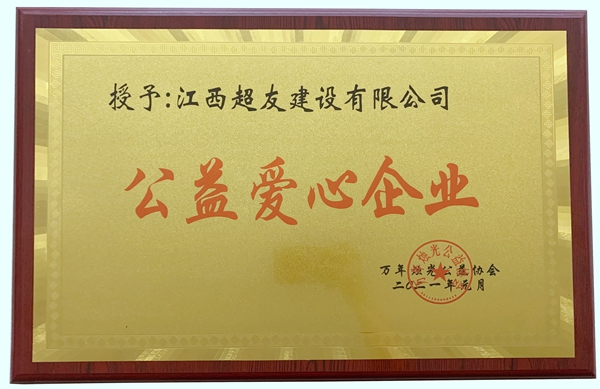 授予:江西超友建设有限公司
公益爱心企业
万年烛光公益协会
二〇二一年元月